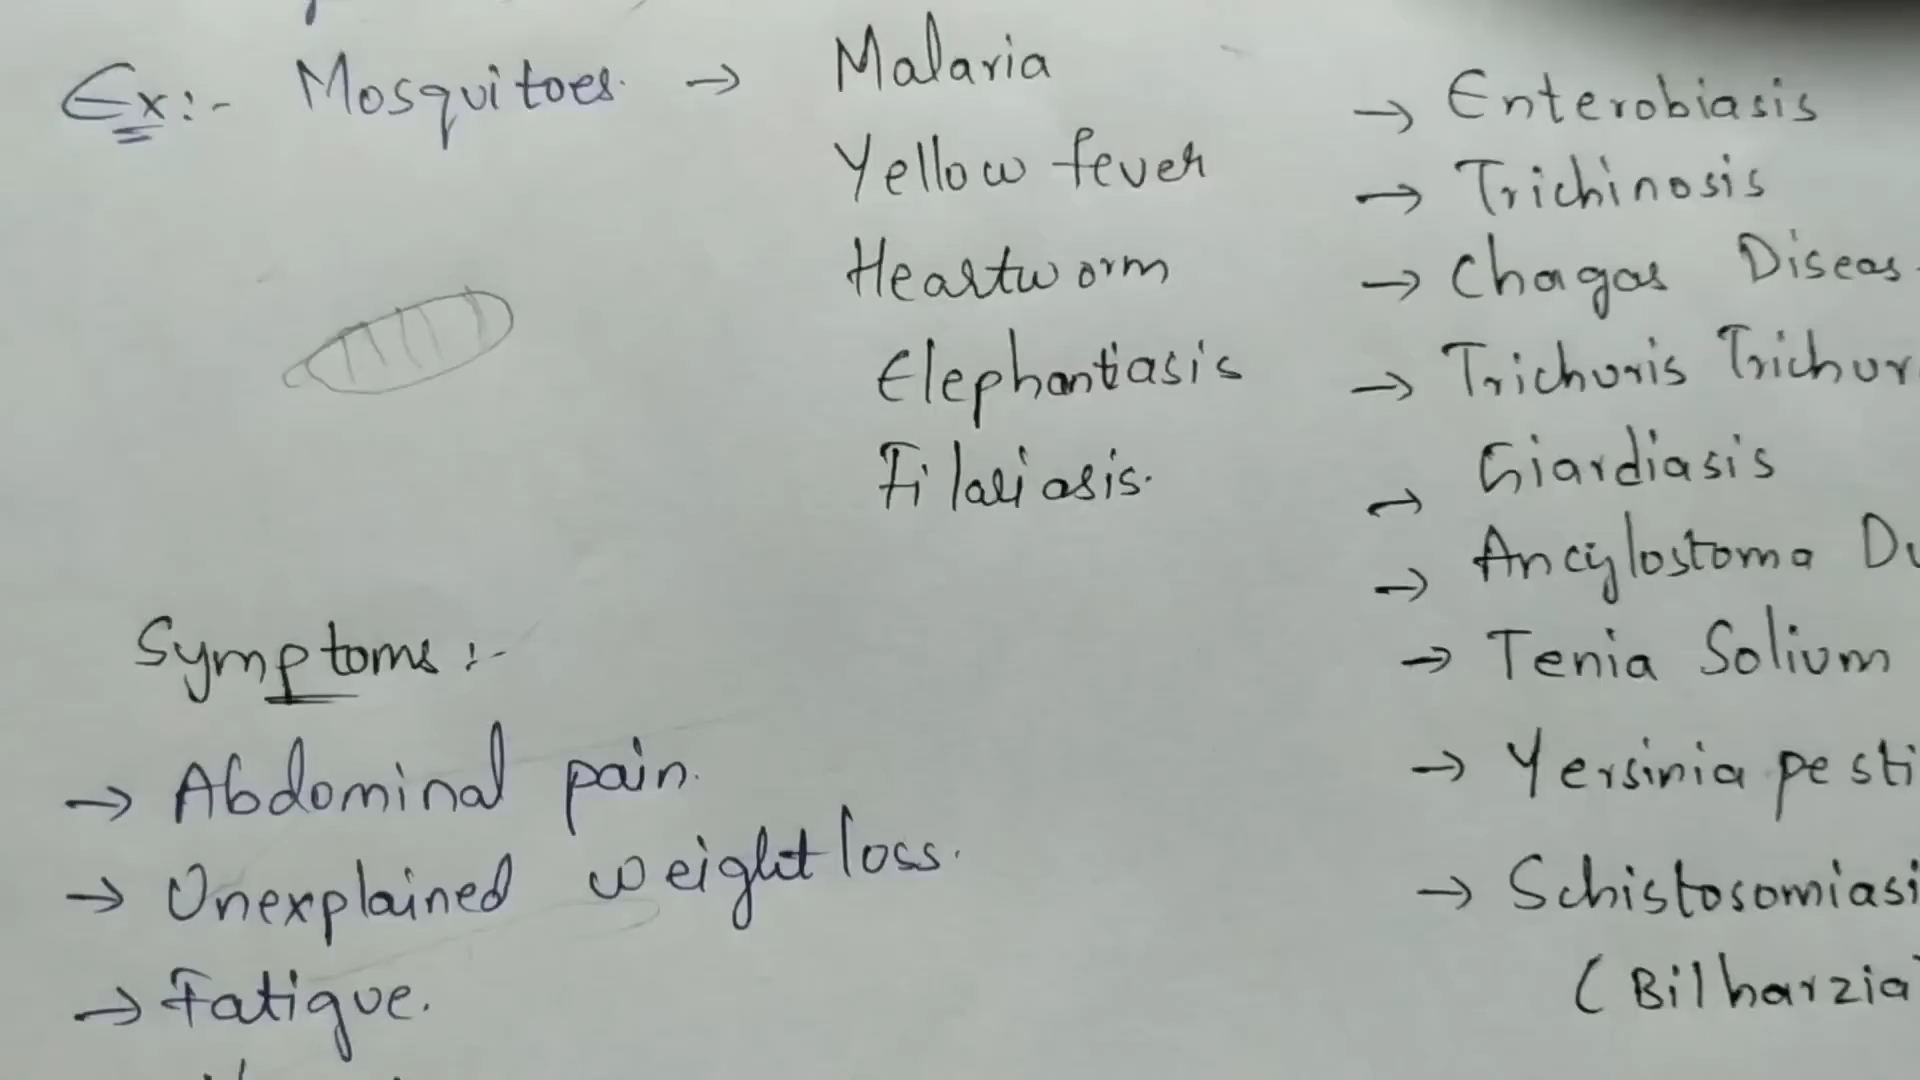 Ex:- Mosquitoes. → Malaria
Yellow fever
Heartworm
Elephantiasis
Filariasis.
Symptoms :-
→ Abdominal pain.
→ Unexplained weight loss.
→ Fatigue.
→ Enterobiasis
→ Trichinosis
→ Chagas Diseas
→ Trichuris Trichur
→ Giardiasis
→ Ancylostoma Du
→ Tenia Solium
→ Yersinia pesti
→ Schistosomiasi
(Bilharzia)